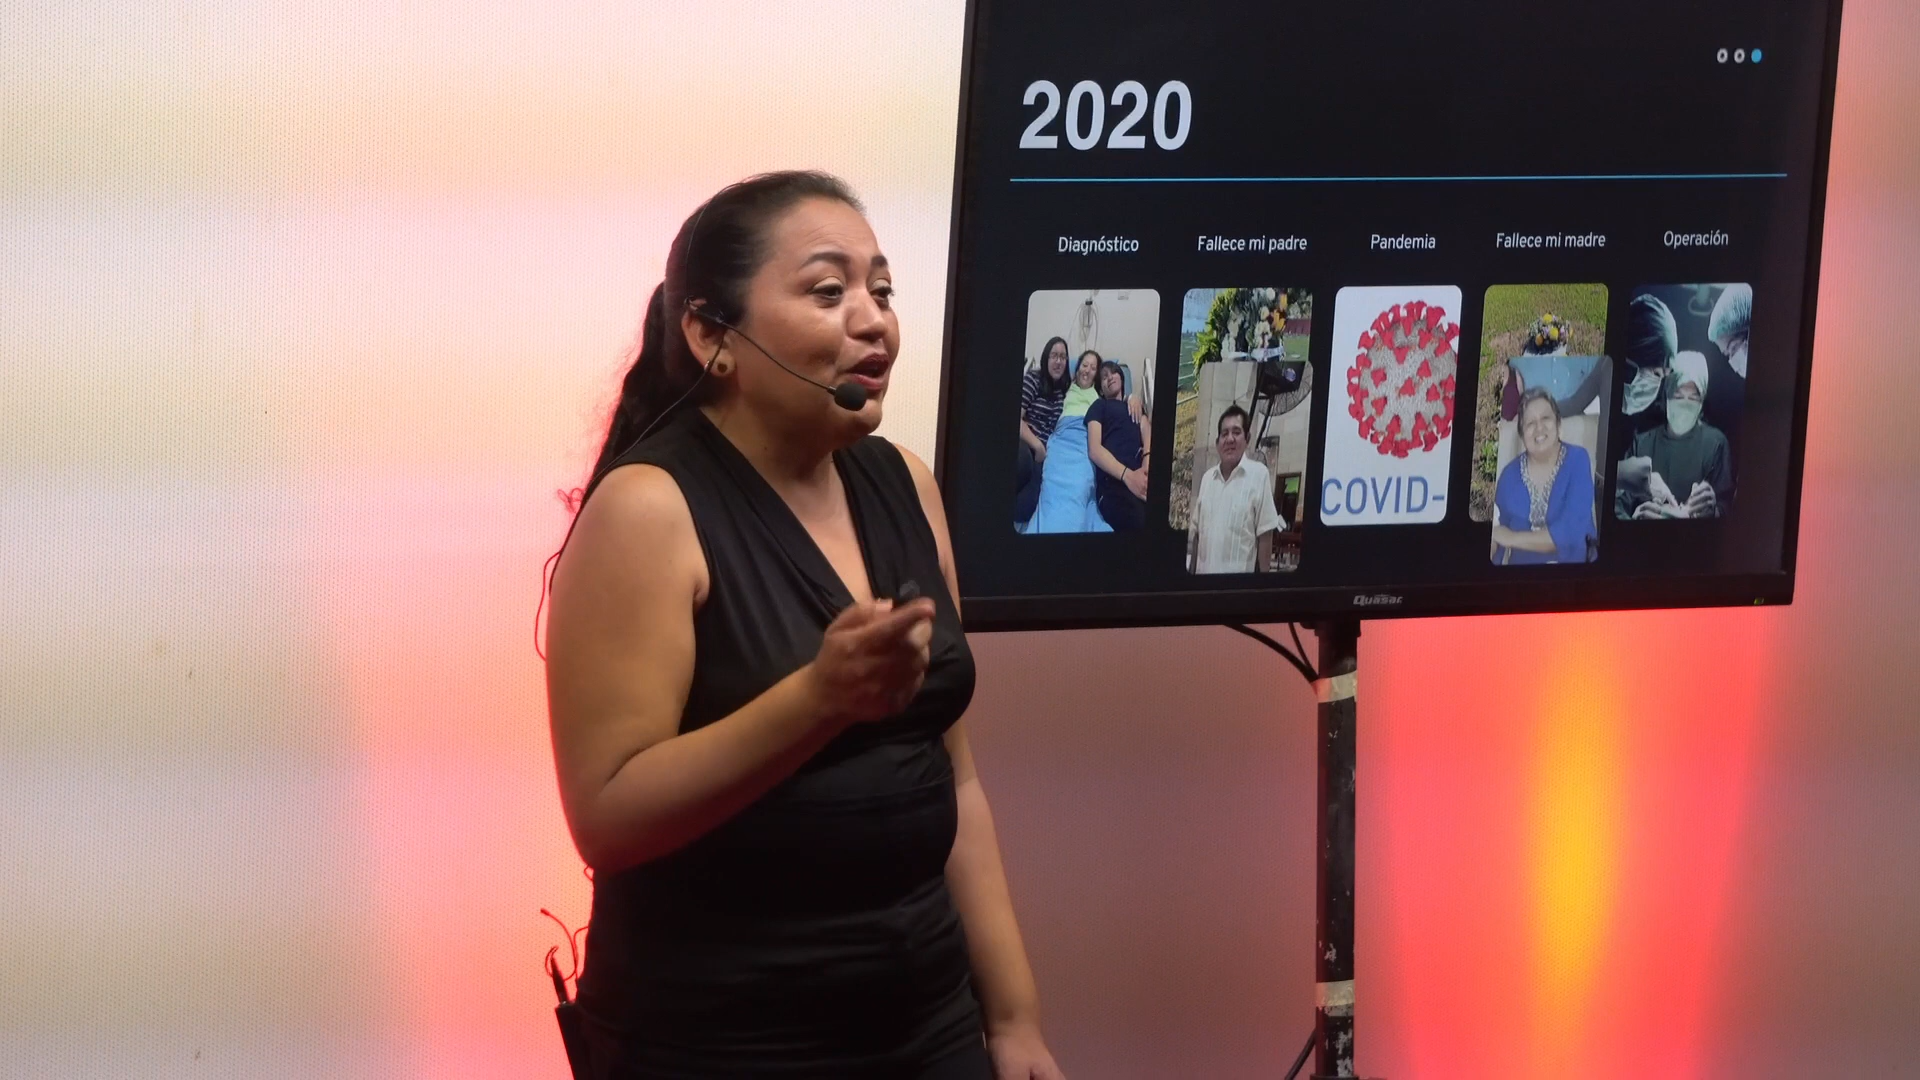 2020
Diagnóstico
Fallece mi padre
Pandemia
Fallece mi madre
Operación
COVID-
Quasar